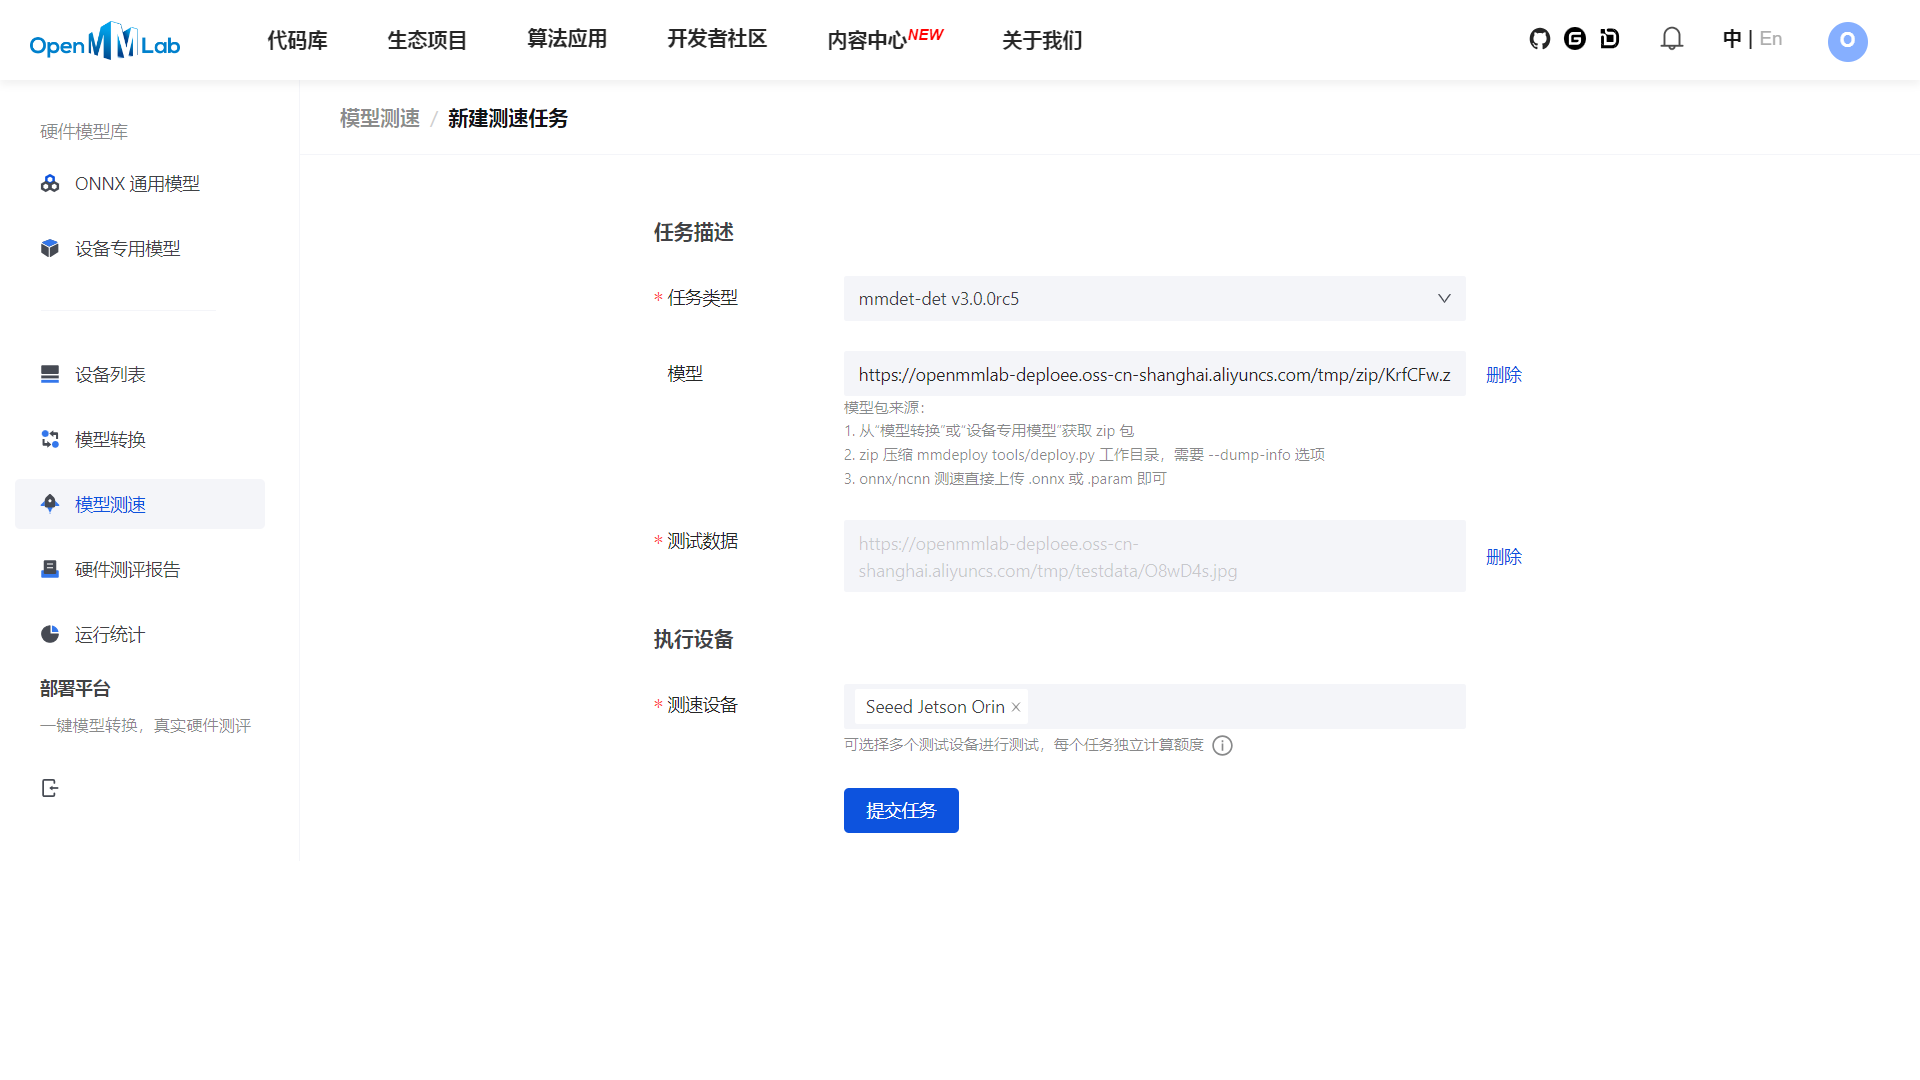 OpenMMLab
代码库
生态项目
算法应用
开发者社区
内容中心NEW
关于我们
中 | En
O
硬件模型库
ONNX 通用模型
设备专用模型
设备列表
模型转换
模型测速
硬件测评报告
运行统计
部署平台
一键模型转换，真实硬件测评
模型测速 / 新建测速任务
任务描述
* 任务类型
mmdet-det v3.0.0rc5
模型
https://openmmlab-deploee.oss-cn-shanghai.aliyuncs.com/tmp/zip/KrfCFw.z
删除
模型包来源：
1. 从“模型转换”或“设备专用模型”获取 zip 包
2. zip 压缩 mmdeploy tools/deploy.py 工作目录，需要 --dump-info 选项
3. onnx/ncnn 测速直接上传 .onnx 或 .param 即可
* 测试数据
https://openmmlab-deploee.oss-cn-
shanghai.aliyuncs.com/tmp/testdata/O8wD4s.jpg
删除
执行设备
* 测速设备
Seeed Jetson Orin ×
可选择多个测试设备进行测试，每个任务独立计算额度
提交任务